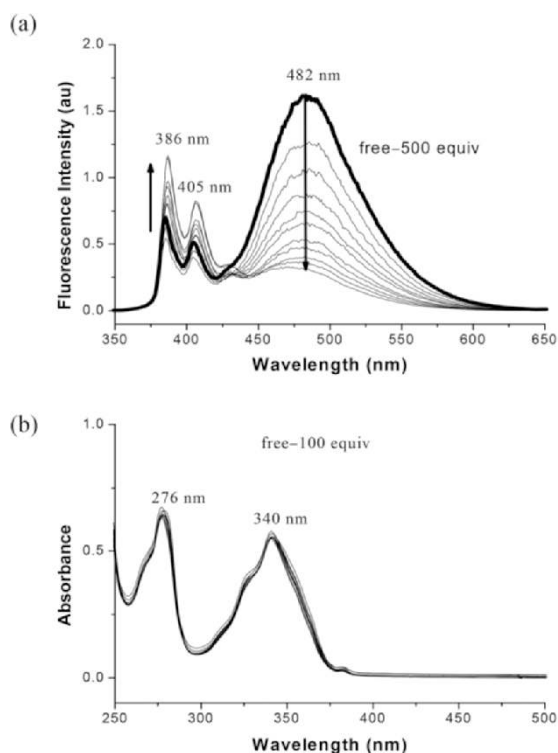 (a)
2.0
1.5
1.0
0.5
0.0
Fluorescence Intensity (au)
386 nm
405 nm
482 nm
free–500 equiv
350 400 450 500 550 600 650
Wavelength (nm)
(b)
1.0
0.5
0.0
Absorbance
free–100 equiv
276 nm
340 nm
250 300 350 400 450 500
Wavelength (nm)